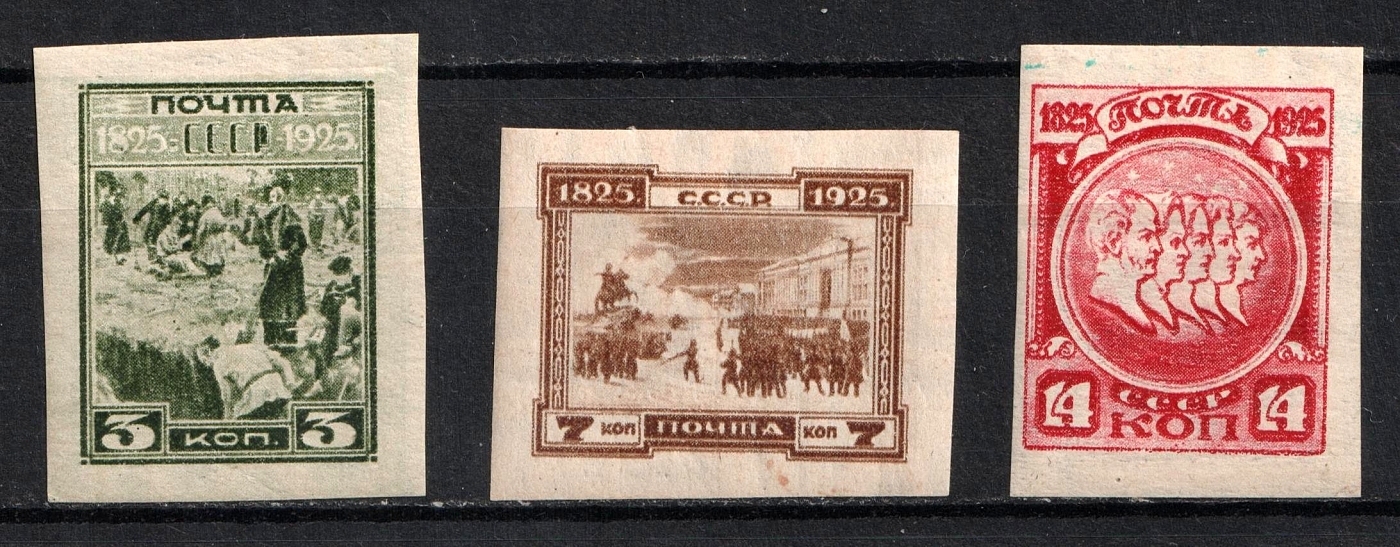 ПОЧТА
1825-СССР-1925.
3 КОП. 3
1825. С.С.С.Р. 1925.
7 КОП ПОЧТА КОП 7
1825 ПОЧТА 1925
14 СССР 14
КОП